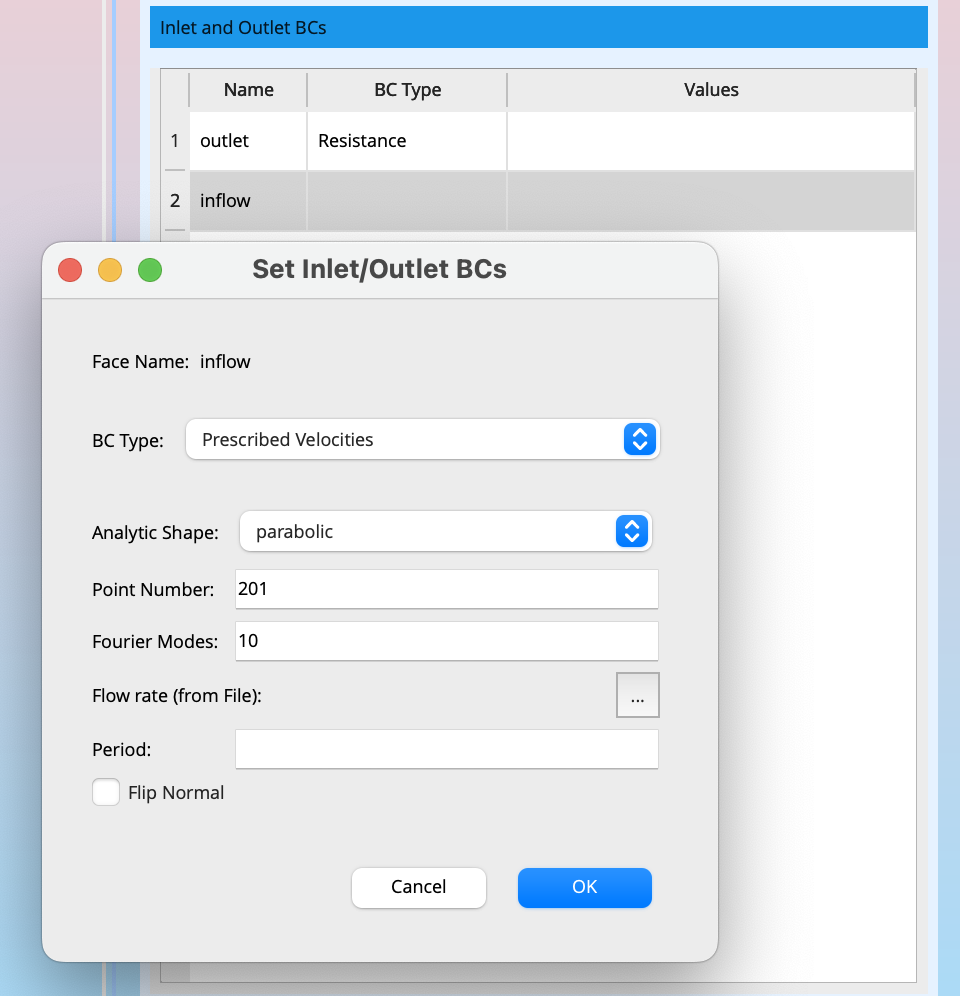 Inlet and Outlet BCs
Name BC Type Values
1 outlet Resistance
2 inflow
Set Inlet/Outlet BCs
Face Name: inflow
BC Type: Prescribed Velocities
Analytic Shape: parabolic
Point Number: 201
Fourier Modes: 10
Flow rate (from File): ...
Period:
Flip Normal
Cancel OK